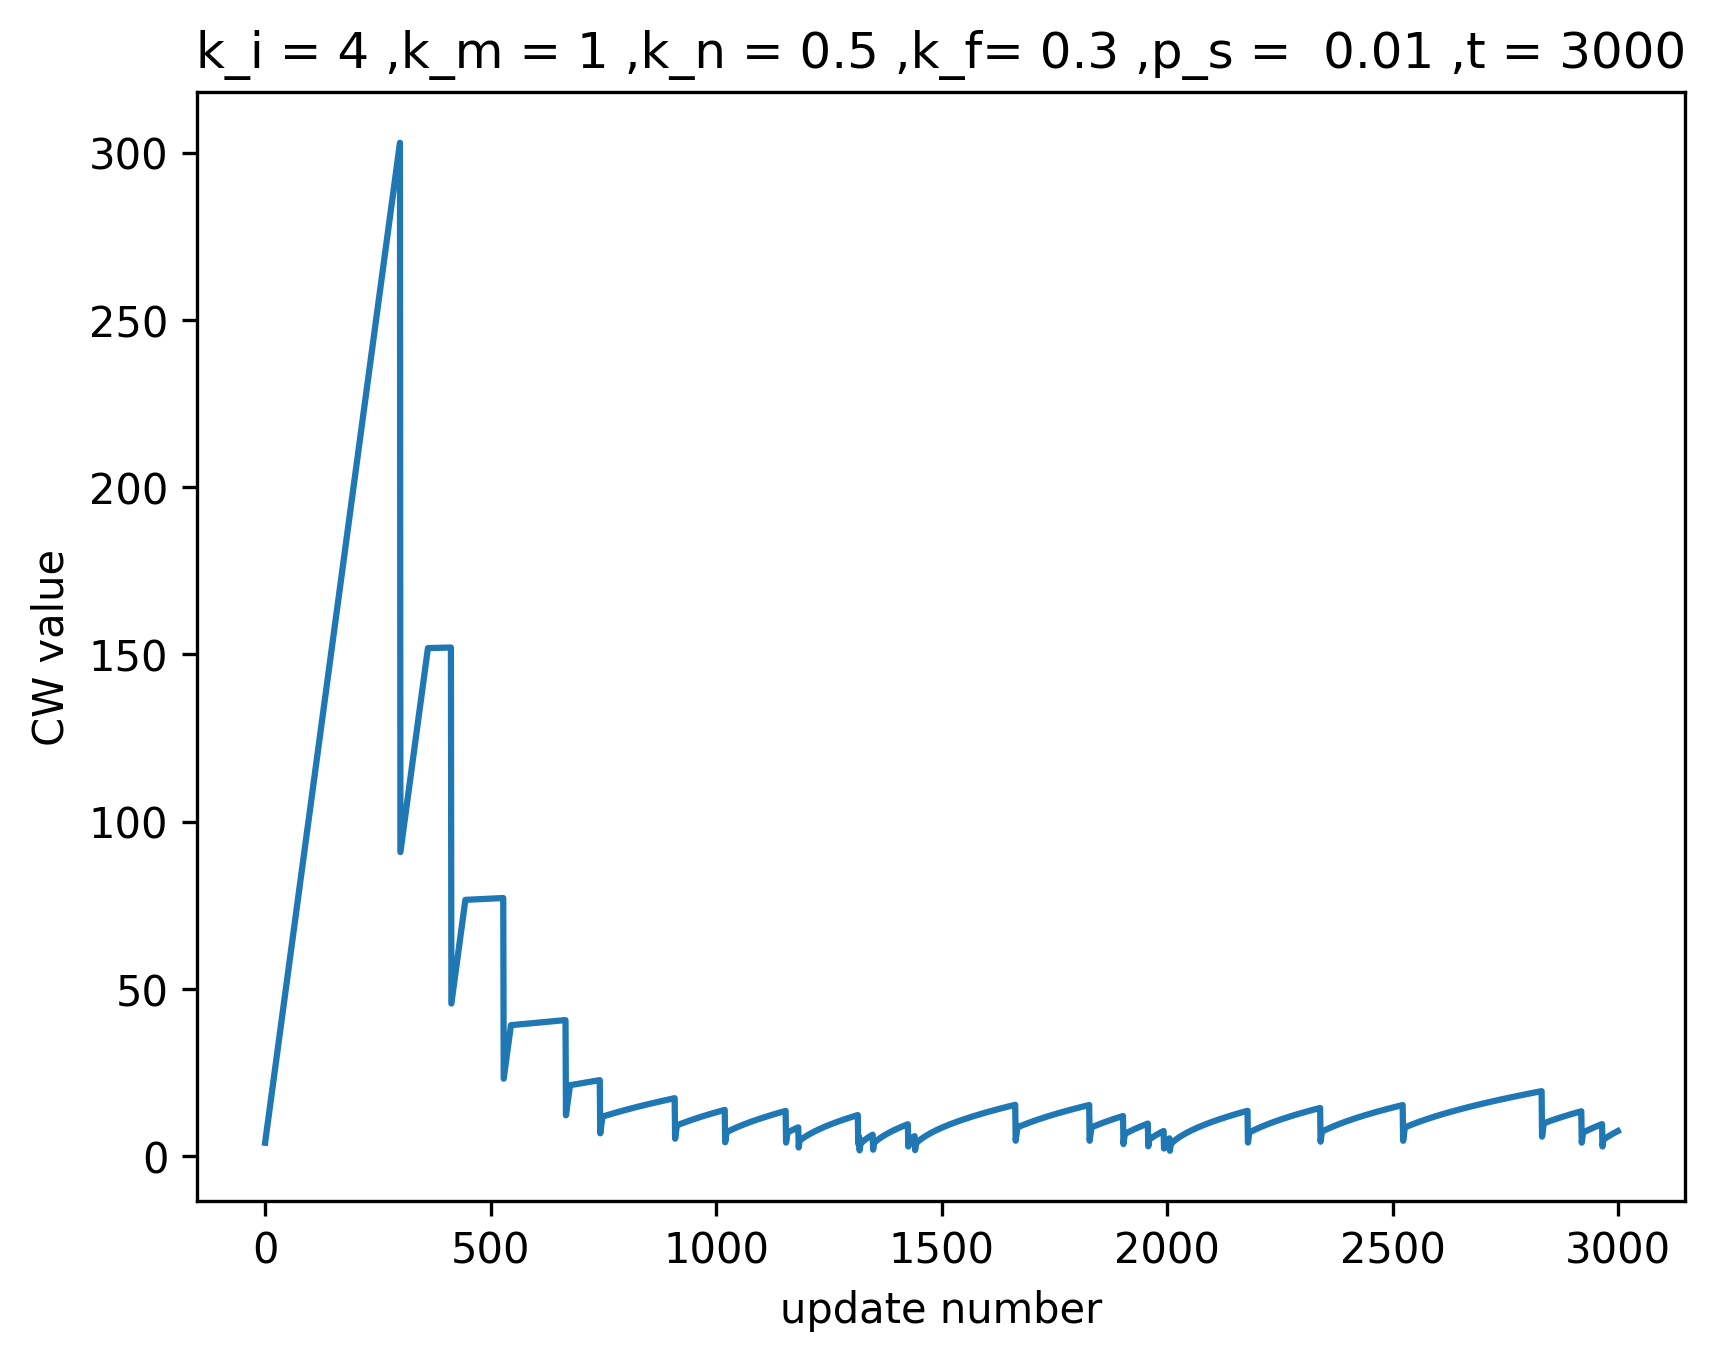 k_i = 4 ,k_m = 1 ,k_n = 0.5 ,k_f= 0.3 ,p_s =  0.01 ,t = 3000
300
250
200
150
100
50
0
CW value
0 500 1000 1500 2000 2500 3000
update number